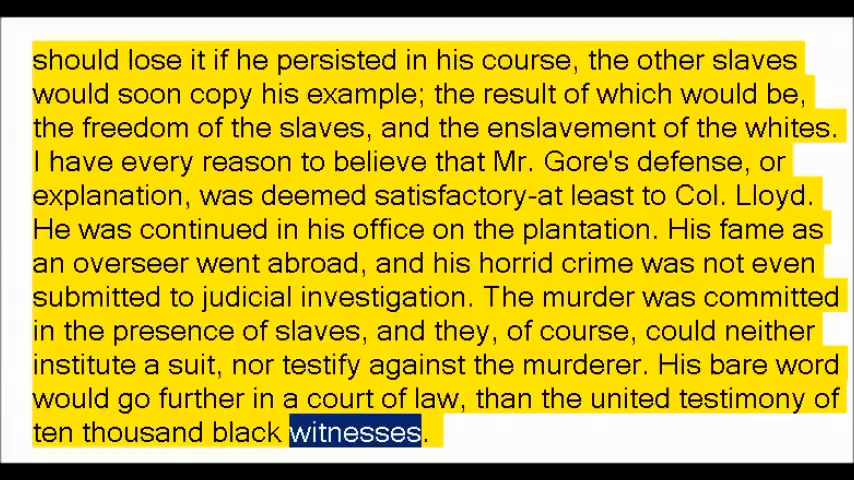 should lose it if he persisted in his course, the other slaves
would soon copy his example; the result of which would be,
the freedom of the slaves, and the enslavement of the whites.
I have every reason to believe that Mr. Gore's defense, or
explanation, was deemed satisfactory-at least to Col. Lloyd.
He was continued in his office on the plantation. His fame as
an overseer went abroad, and his horrid crime was not even
submitted to judicial investigation. The murder was committed
in the presence of slaves, and they, of course, could neither
institute a suit, nor testify against the murderer. His bare word
would go further in a court of law, than the united testimony of
ten thousand black witnesses.